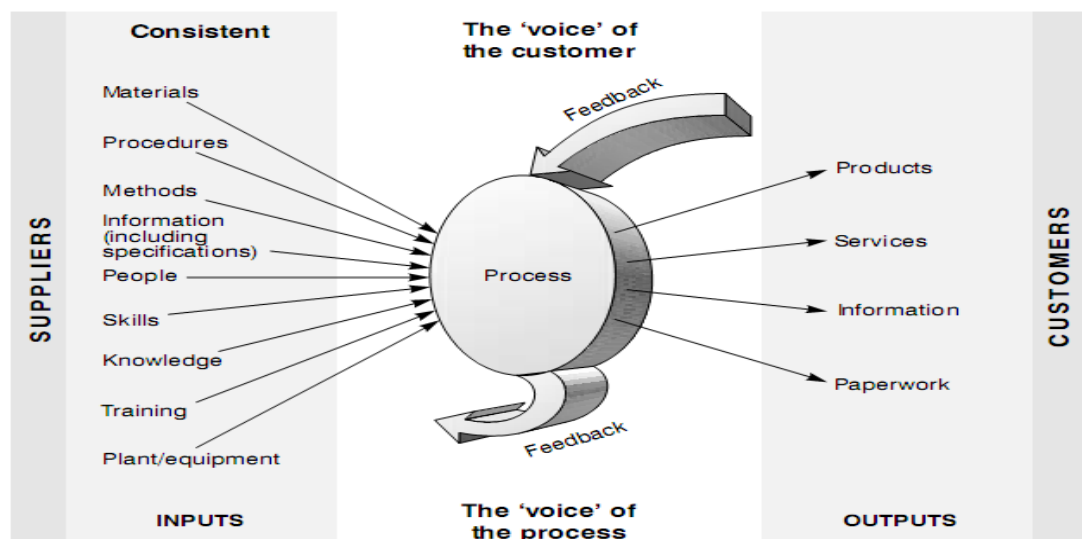 Consistent
The ‘voice’ of
the customer
SUPPLIERS
Materials
Procedures
Methods
Information
(including
specifications)
People
Skills
Knowledge
Training
Plant/equipment
INPUTS
Feedback
Process
Feedback
The ‘voice’ of
the process
Products
Services
Information
Paperwork
OUTPUTS
CUSTOMERS